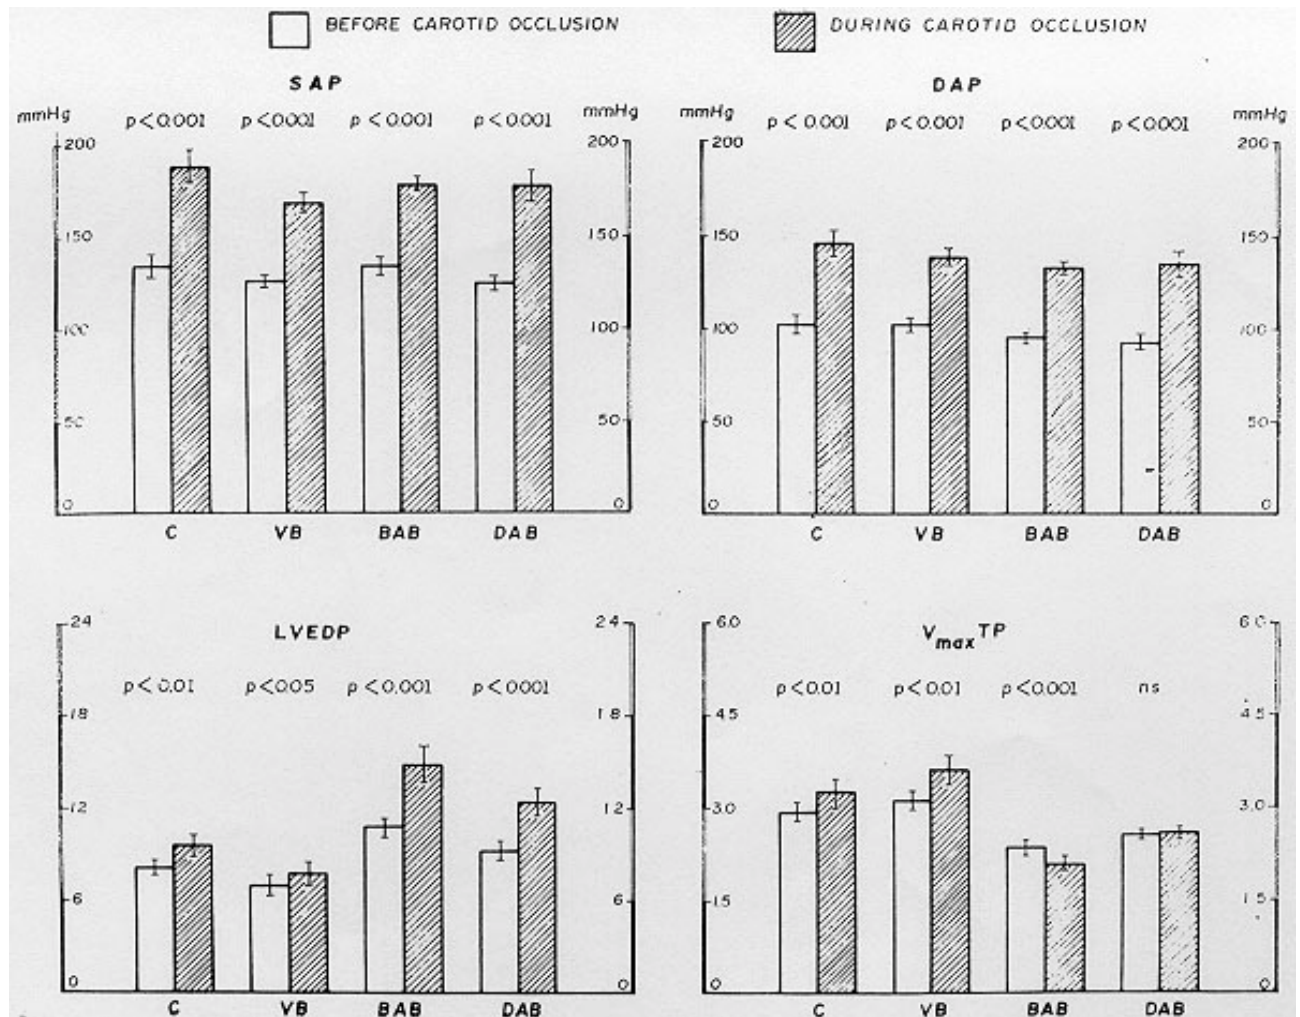 BEFORE CAROTID OCCLUSION
DURING CAROTID OCCLUSION
SAP
mmHg
mmHg
p<0.001 p<0.001 p<0.001 p<0.001
200
150
100
50
0
200
150
100
50
0
C VB BAB DAB
DAP
mmHg
mmHg
p<0.001 p<0.001 p<0.001 p<0.001
200
150
100
50
0
200
150
100
50
0
C VB BAB DAB
LVEDP
p<0.01 p<0.05 p<0.001 p<0.001
24
18
12
6
0
24
18
12
6
0
C VB BAB DAB
VmaxTP
p<0.01 p<0.01 p<0.001 ns
6.0
4.5
3.0
1.5
0
6.0
4.5
3.0
1.5
0
C VB BAB DAB